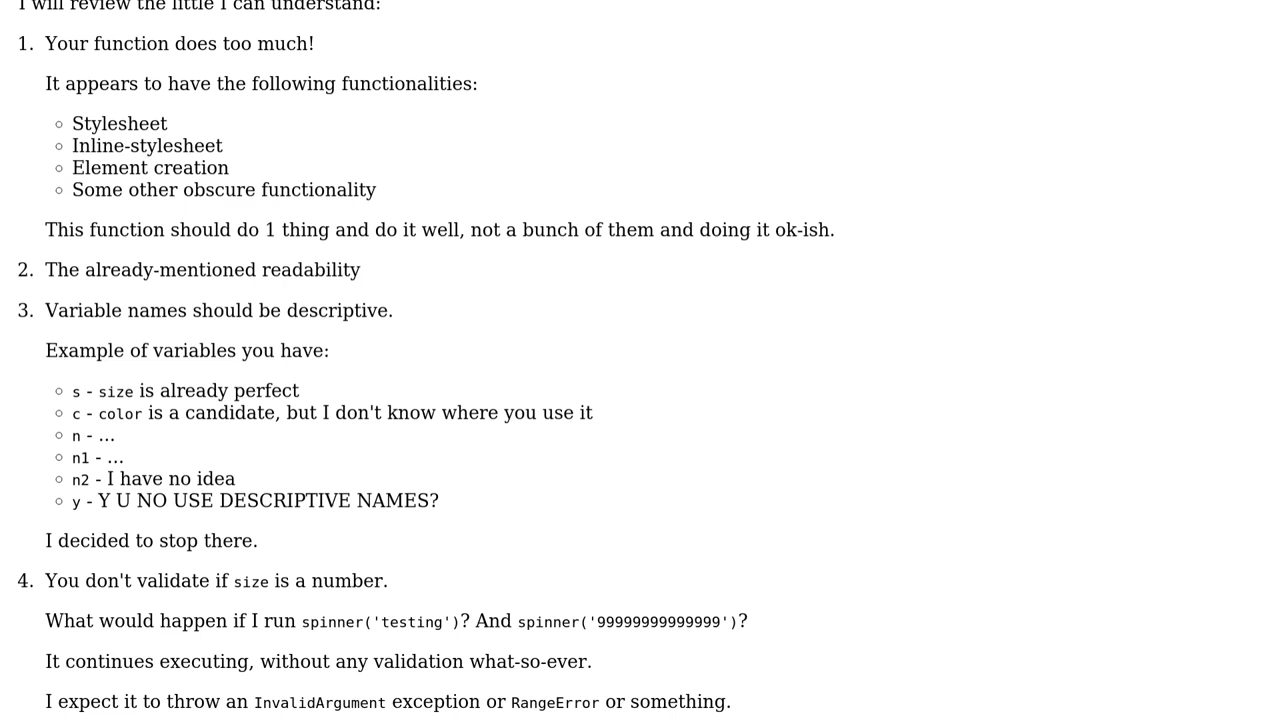 I will review the little I can understand:
1. Your function does too much!
It appears to have the following functionalities:
Stylesheet
Inline-stylesheet
Element creation
Some other obscure functionality
This function should do 1 thing and do it well, not a bunch of them and doing it ok-ish.
2. The already-mentioned readability
3. Variable names should be descriptive.
Example of variables you have:
s - size is already perfect
c - color is a candidate, but I don't know where you use it
n - ...
n1 - ...
n2 - I have no idea
y - Y U NO USE DESCRIPTIVE NAMES?
I decided to stop there.
4. You don't validate if size is a number.
What would happen if I run spinner('testing')? And spinner('99999999999999')?
It continues executing, without any validation what-so-ever.
I expect it to throw an InvalidArgument exception or RangeError or something.